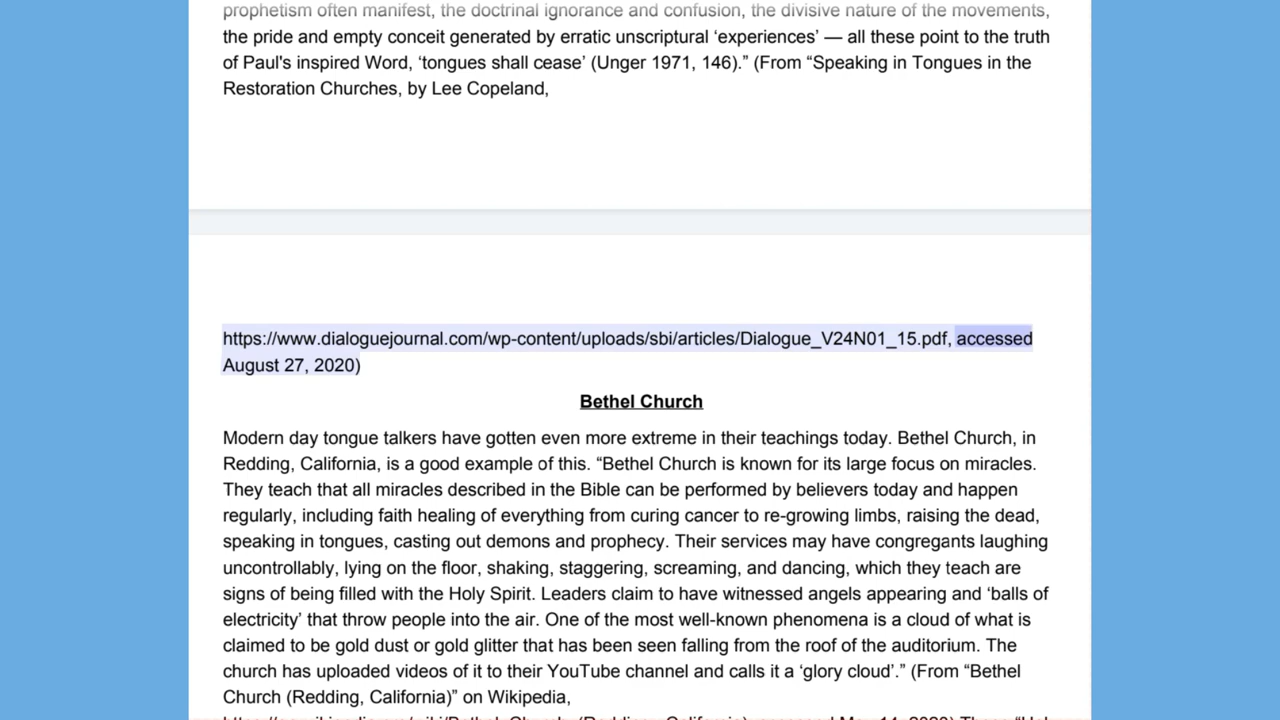 prophetism often manifest, the doctrinal ignorance and confusion, the divisive nature of the movements,
the pride and empty conceit generated by erratic unscriptural ‘experiences’ — all these point to the truth
of Paul's inspired Word, ‘tongues shall cease’ (Unger 1971, 146).” (From “Speaking in Tongues in the
Restoration Churches, by Lee Copeland,
https://www.dialoguejournal.com/wp-content/uploads/sbi/articles/Dialogue_V24N01_15.pdf, accessed
August 27, 2020)
Bethel Church
Modern day tongue talkers have gotten even more extreme in their teachings today. Bethel Church, in
Redding, California, is a good example of this. “Bethel Church is known for its large focus on miracles.
They teach that all miracles described in the Bible can be performed by believers today and happen
regularly, including faith healing of everything from curing cancer to re-growing limbs, raising the dead,
speaking in tongues, casting out demons and prophecy. Their services may have congregants laughing
uncontrollably, lying on the floor, shaking, staggering, screaming, and dancing, which they teach are
signs of being filled with the Holy Spirit. Leaders claim to have witnessed angels appearing and ‘balls of
electricity’ that throw people into the air. One of the most well-known phenomena is a cloud of what is
claimed to be gold dust or gold glitter that has been seen falling from the roof of the auditorium. The
church has uploaded videos of it to their YouTube channel and calls it a ‘glory cloud’.” (From “Bethel
Church (Redding, California)” on Wikipedia,